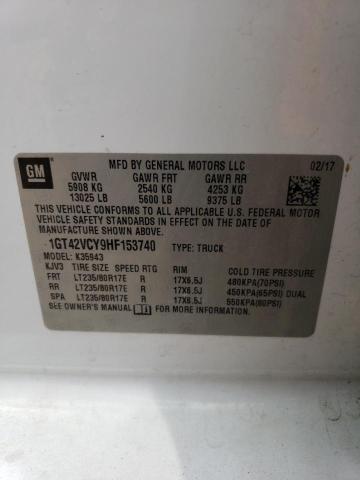 GM
MFD BY GENERAL MOTORS LLC 02/17
GVWR GAWR FRT GAWR RR
5908 KG 2540 KG 4253 KG
13025 LB 5600 LB 9375 LB
THIS VEHICLE CONFORMS TO ALL APPLICABLE U.S. FEDERAL
MOTOR VEHICLE SAFETY STANDARDS IN EFFECT ON THE DATE
OF MANUFACTURE SHOWN ABOVE.
1GT42VCY9HF153740 TYPE: TRUCK
MODEL: K35943
KJV3 TIRE SIZE SPEED RTG RIM COLD TIRE PRESSURE
FRT LT235/80R17E R 17X6.5J 480KPA(70PSI)
RR LT235/80R17E R 17X6.5J 450KPA(65PSI) DUAL
SPA LT235/80R17E R 17X6.5J 550KPA(80PSI)
SEE OWNER'S MANUAL FOR MORE INFORMATION.